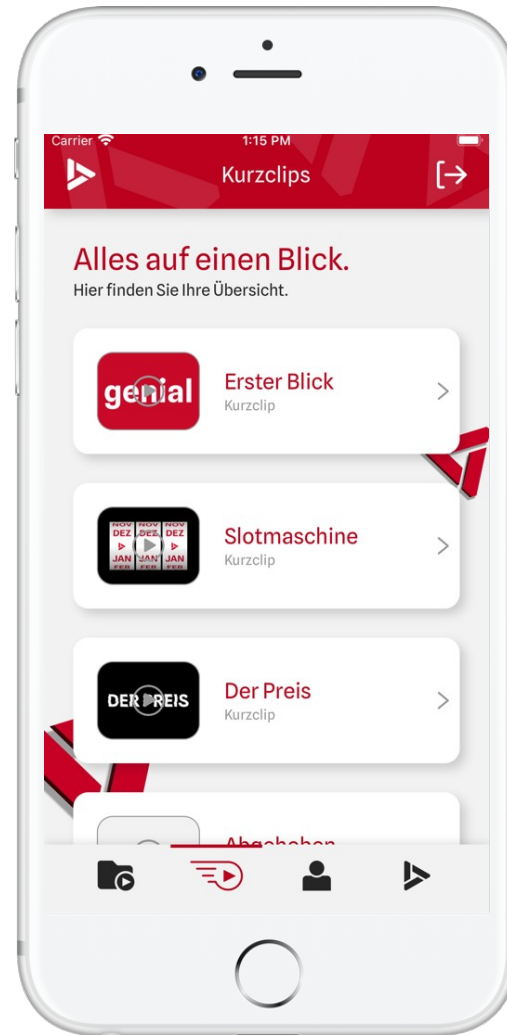 Carrier
1:15 PM
Kurzclips
Alles auf einen Blick.
Hier finden Sie Ihre Übersicht.
genial
Erster Blick
Kurzclip
NOV NOV NOV
DEZ DEZ DEZ
JAN JAN JAN
FEB FEB FEB
Slotmaschine
Kurzclip
DER PREIS
Der Preis
Kurzclip
Abgehoben